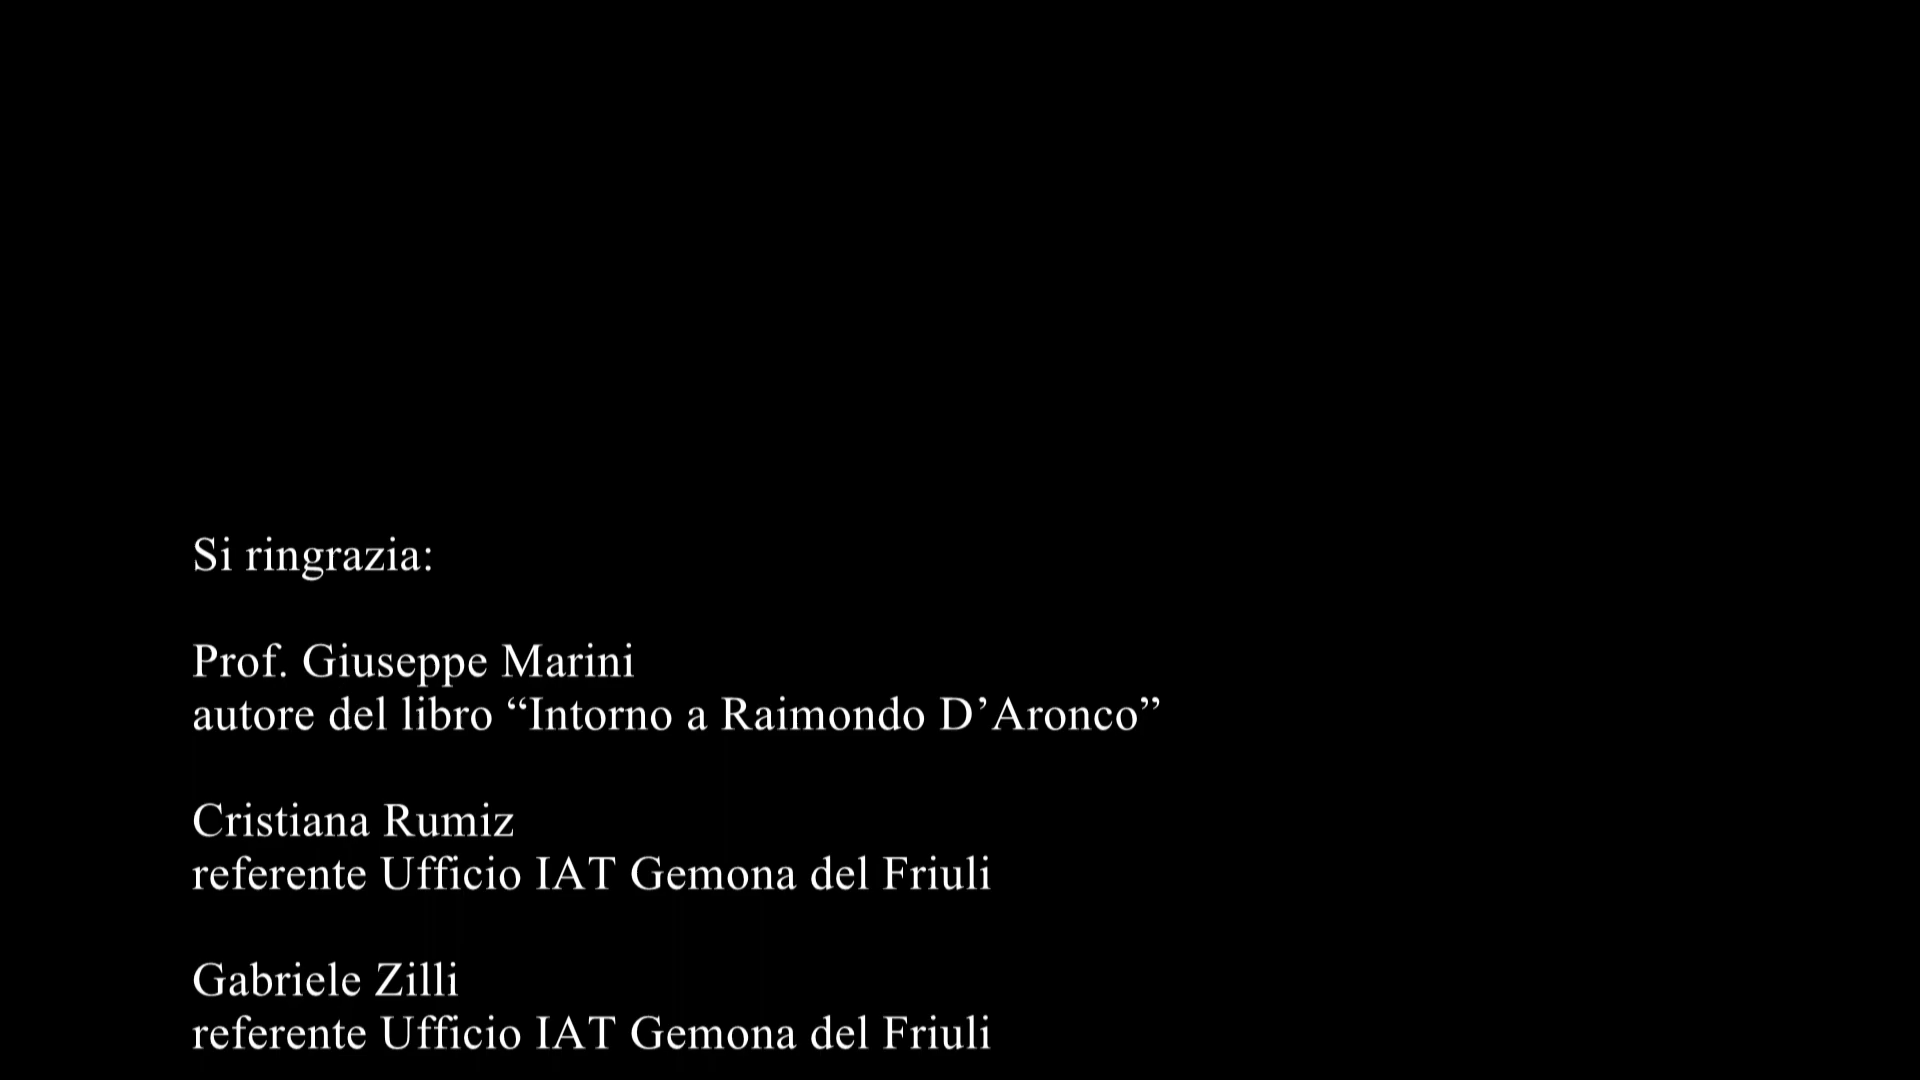 Si ringrazia:
Prof. Giuseppe Marini
autore del libro “Intorno a Raimondo D’Aronco”
Cristiana Rumiz
referente Ufficio IAT Gemona del Friuli
Gabriele Zilli
referente Ufficio IAT Gemona del Friuli